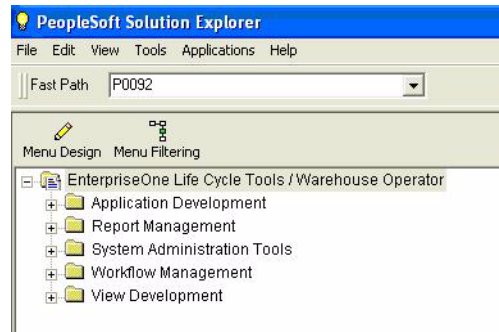 PeopleSoft Solution Explorer
File Edit View Tools Applications Help
Fast Path P0092
Menu Design Menu Filtering
EnterpriseOne Life Cycle Tools / Warehouse Operator
Application Development
Report Management
System Administration Tools
Workflow Management
View Development